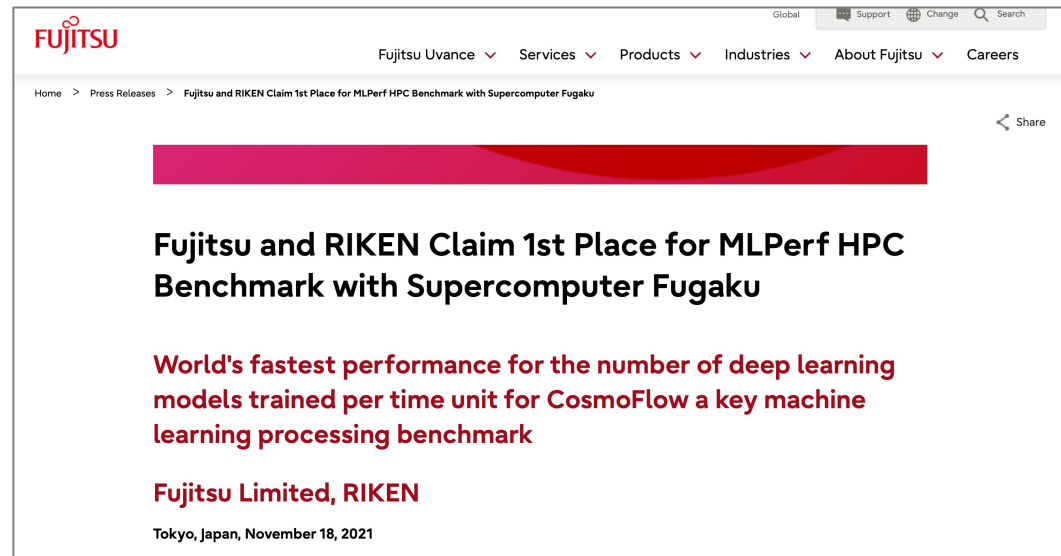 Global
Support
Change
Search
FUJITSU
Fujitsu Uvance
Services
Products
Industries
About Fujitsu
Careers
Home > Press Releases > Fujitsu and RIKEN Claim 1st Place for MLPerf HPC Benchmark with Supercomputer Fugaku
Share
Fujitsu and RIKEN Claim 1st Place for MLPerf HPC
Benchmark with Supercomputer Fugaku
World's fastest performance for the number of deep learning
models trained per time unit for CosmoFlow a key machine
learning processing benchmark
Fujitsu Limited, RIKEN
Tokyo, Japan, November 18, 2021